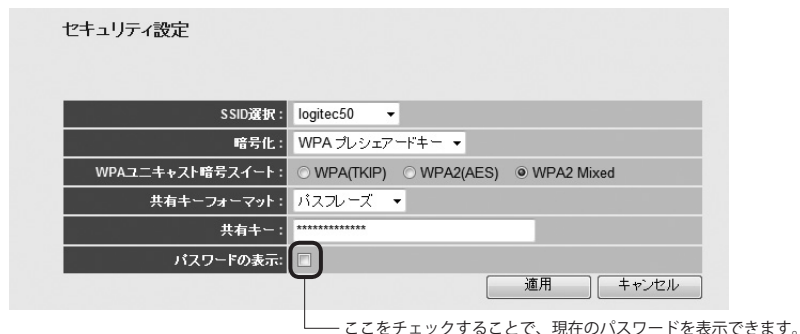 セキュリティ設定
SSID選択： logitec50
暗号化： WPA プレシェアードキー
WPAユニキャスト暗号スイート： WPA(TKIP) WPA2(AES) WPA2 Mixed
共有キーフォーマット： パスフレーズ
共有キー： *************
パスワードの表示:
適用 キャンセル
ここをチェックすることで、現在のパスワードを表示できます。